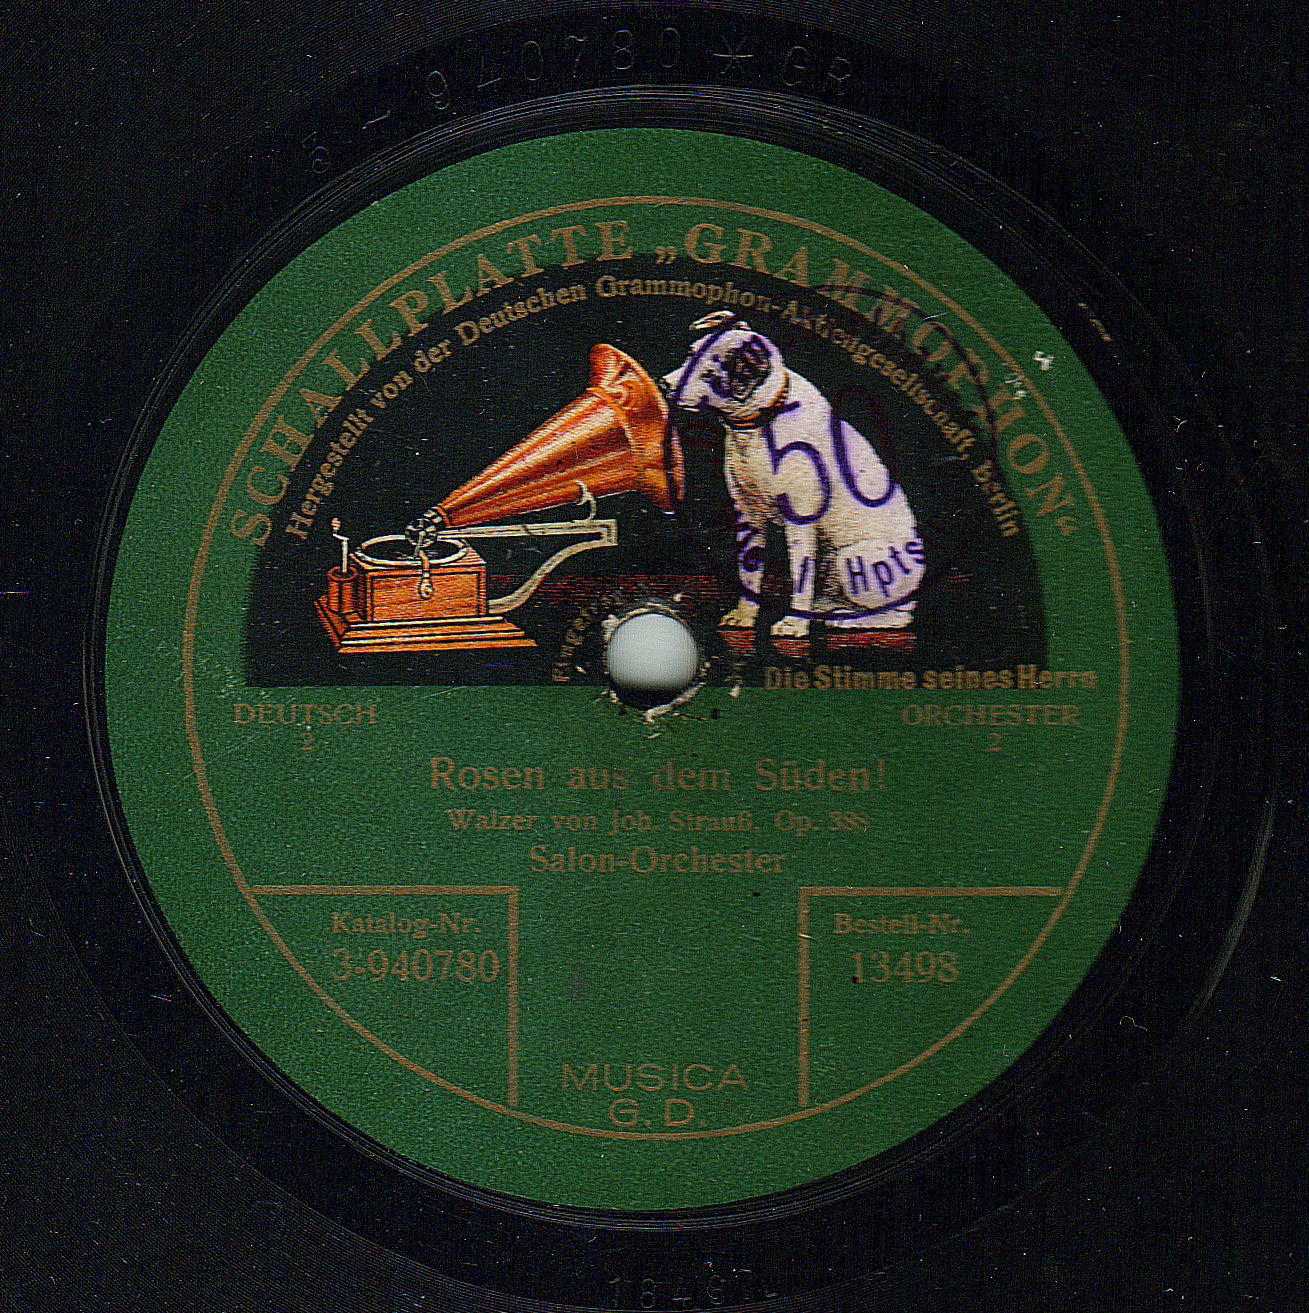 3-940780 * GR
SCHALLPLATTE „GRAMMOPHON“
Hergestellt von der Deutschen Grammophon-Aktiengesellschaft, Berlin
50
Hpts
Die Stimme seines Herrn
DEUTSCH
ORCHESTER
2
Rosen aus dem Süden!
Walzer von Joh. Strauß, Op. 388
Salon-Orchester
Katalog-Nr.
3-940780
Bestell-Nr.
13498
MUSICA
G. D.